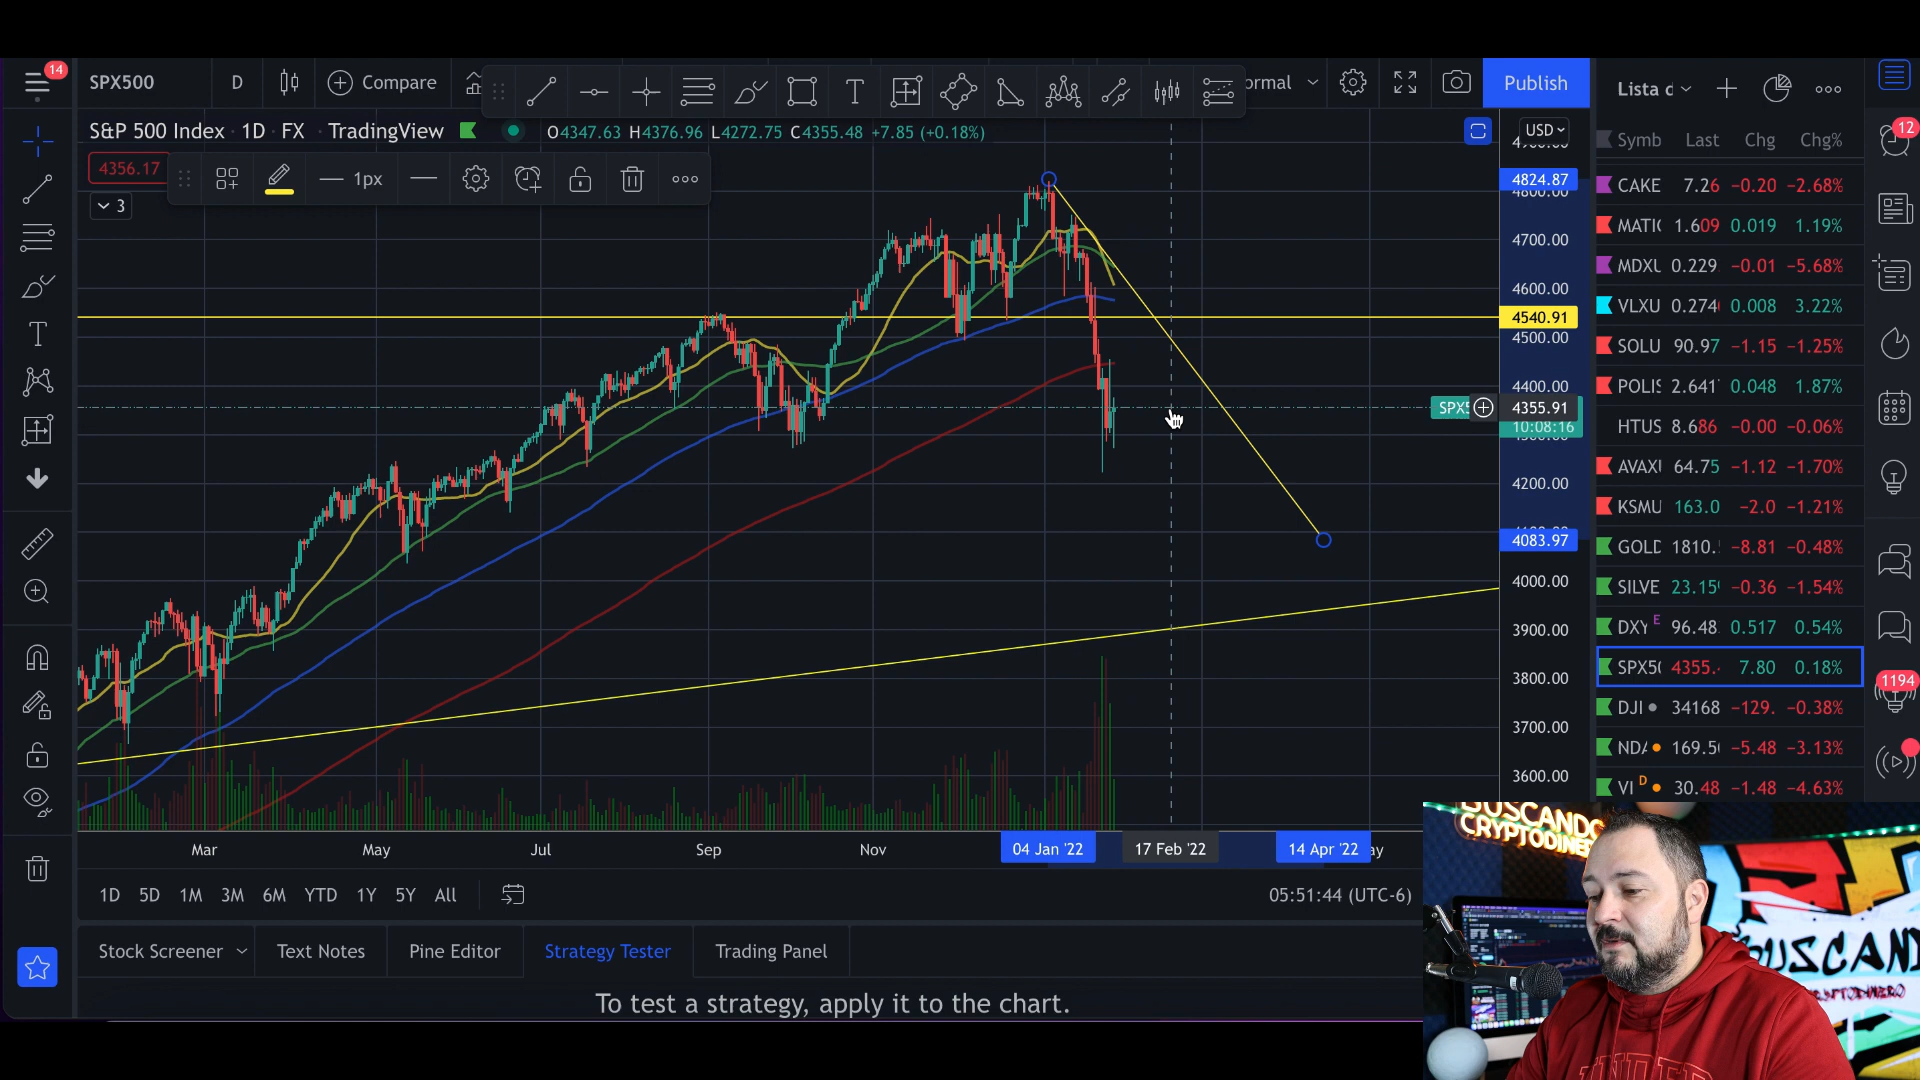 14
SPX500
D
Compare
ormal
Publish
Lista d
S&P 500 Index · 1D · FX · TradingView
O4347.63 H4376.96 L4272.75 C4355.48 +7.85 (+0.18%)
USD
12
Symb Last Chg Chg%
4356.17
1px
3
4824.87
4700.00
4600.00
4540.91
4500.00
4400.00
SPX5
4355.91
10:08:16
4200.00
4083.97
4000.00
3900.00
3800.00
3700.00
3600.00
CAKE 7.26 −0.20 −2.68%
MATIC 1.609 0.019 1.19%
MDXU 0.229 −0.01 −5.68%
VLXU 0.274 0.008 3.22%
SOLU 90.97 −1.15 −1.25%
POLIS 2.641 0.048 1.87%
HTUS 8.686 −0.00 −0.06%
AVAXU 64.75 −1.12 −1.70%
KSMU 163.0 −2.0 −1.21%
GOLD 1810. −8.81 −0.48%
SILVE 23.15 −0.36 −1.54%
DXY E 96.48 0.517 0.54%
SPX50 4355. 7.80 0.18%
1194
DJI 34168 −129. −0.38%
NDA 169.5 −5.48 −3.13%
VI D 30.48 −1.48 −4.63%
Mar May Jul Sep Nov 04 Jan '22 17 Feb '22 14 Apr '22 ay
1D 5D 1M 3M 6M YTD 1Y 5Y All
05:51:44 (UTC-6)
Stock Screener Text Notes Pine Editor Strategy Tester Trading Panel
To test a strategy, apply it to the chart.
BUSCANDO
CRYPTODINERO
BUSCAND